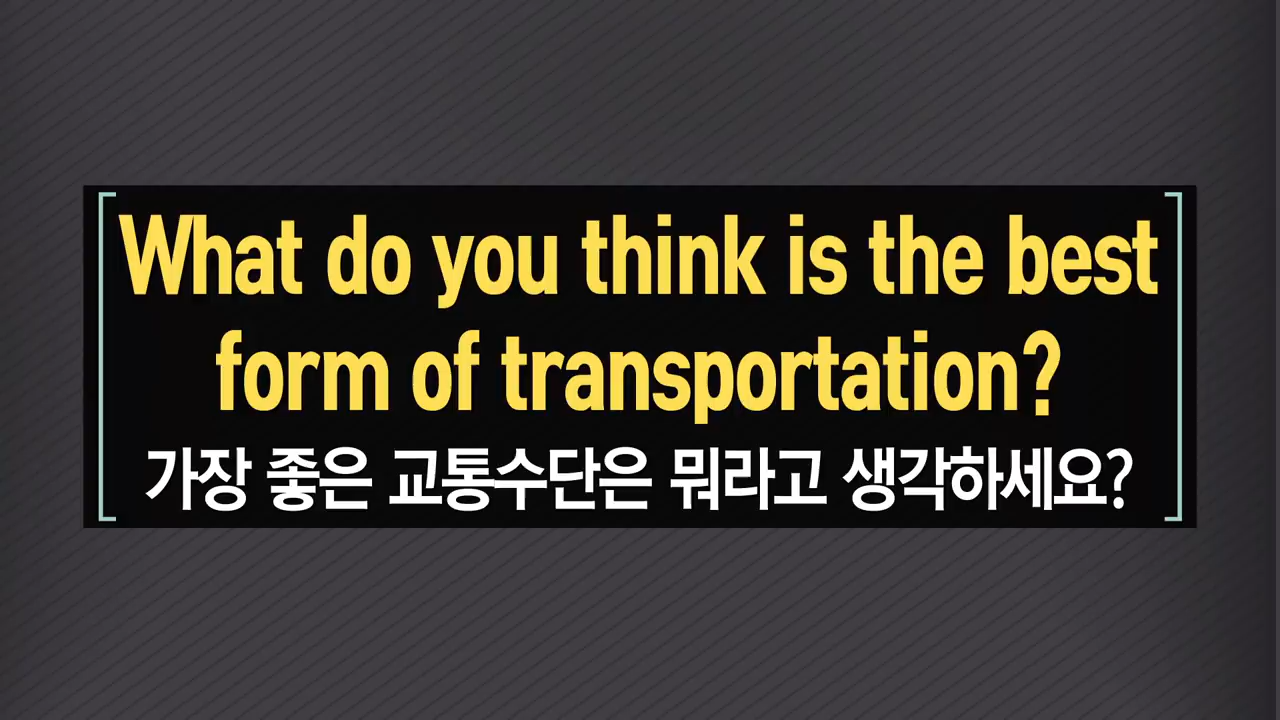 What do you think is the best
form of transportation?
가장 좋은 교통수단은 뭐라고 생각하세요?